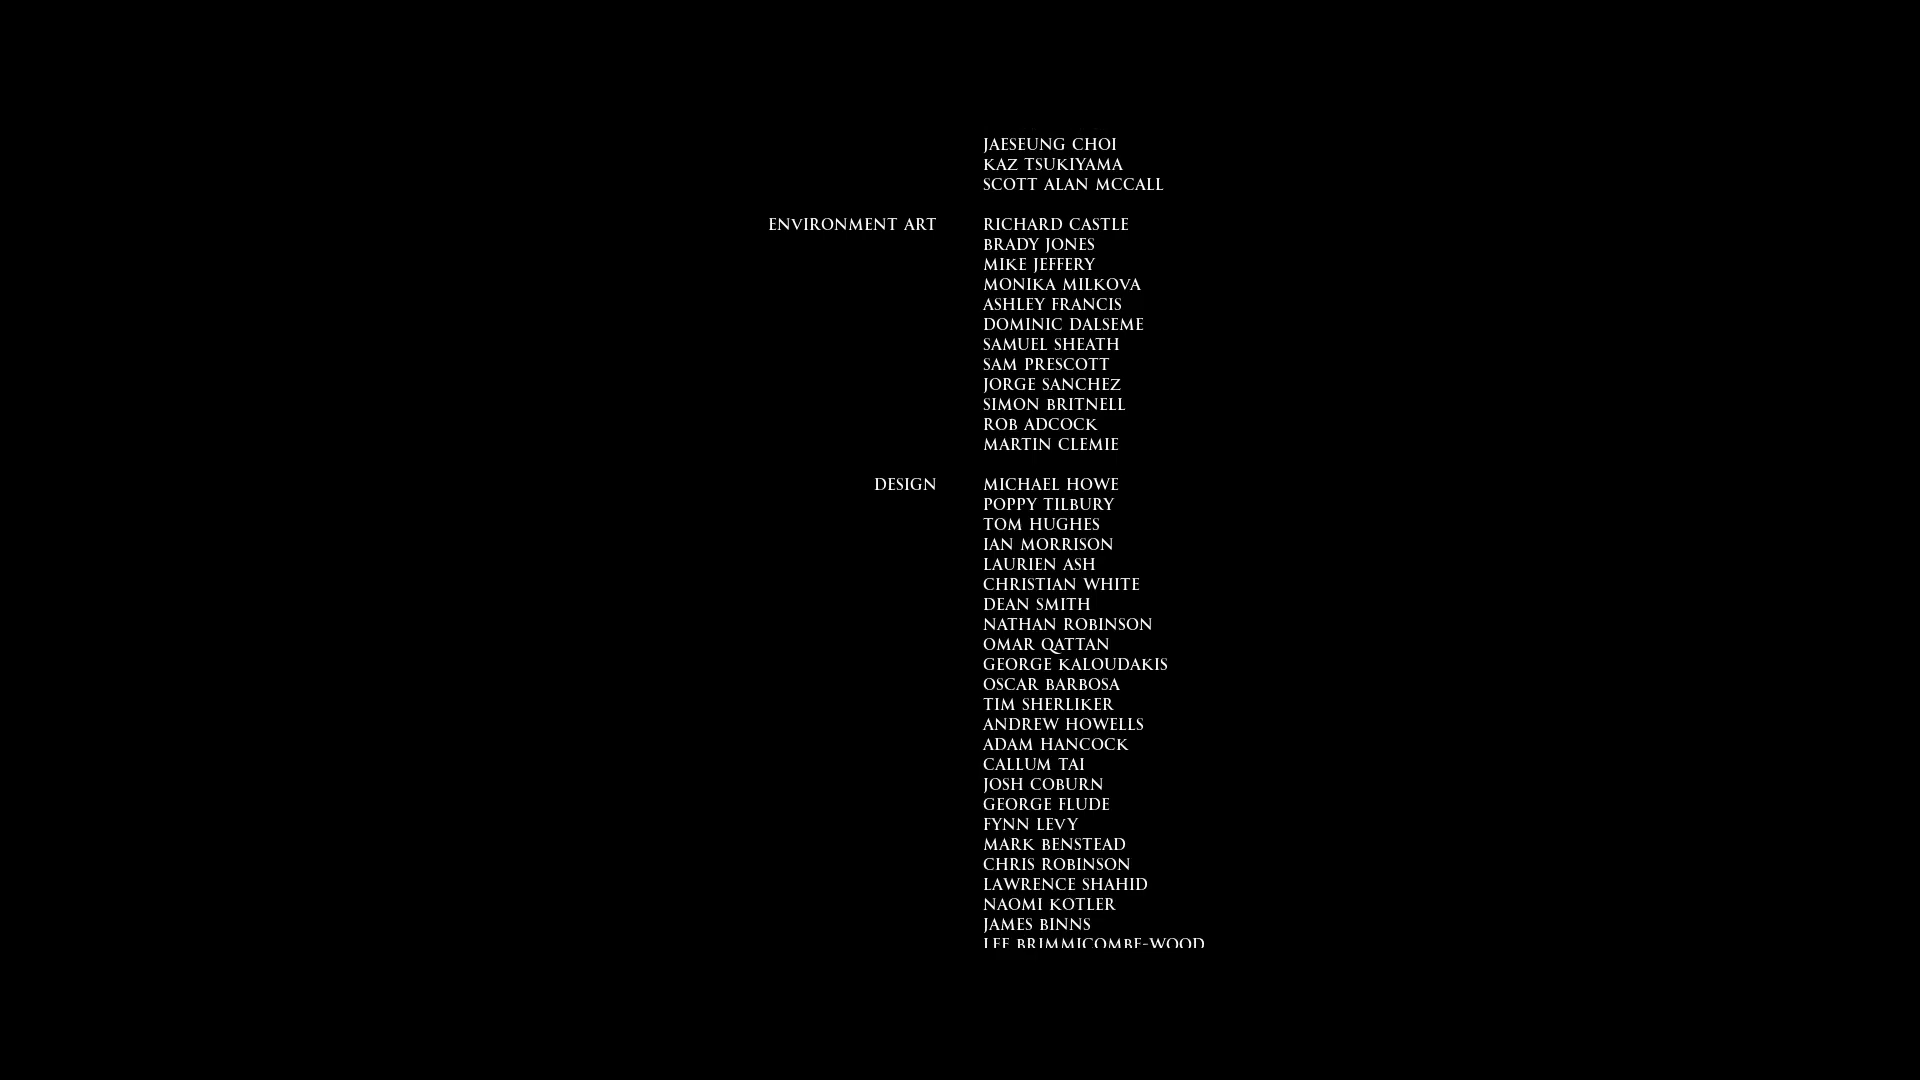 JAESEUNG CHOI
KAZ TSUKIYAMA
SCOTT ALAN MCCALL
ENVIRONMENT ART RICHARD CASTLE
BRADY JONES
MIKE JEFFERY
MONIKA MILKOVA
ASHLEY FRANCIS
DOMINIC DALSEME
SAMUEL SHEATH
SAM PRESCOTT
JORGE SANCHEZ
SIMON BRITNELL
ROB ADCOCK
MARTIN CLEMIE
DESIGN MICHAEL HOWE
POPPY TILBURY
TOM HUGHES
IAN MORRISON
LAURIEN ASH
CHRISTIAN WHITE
DEAN SMITH
NATHAN ROBINSON
OMAR QATTAN
GEORGE KALOUDAKIS
OSCAR BARBOSA
TIM SHERLIKER
ANDREW HOWELLS
ADAM HANCOCK
CALLUM TAI
JOSH COBURN
GEORGE FLUDE
FYNN LEVY
MARK BENSTEAD
CHRIS ROBINSON
LAWRENCE SHAHID
NAOMI KOTLER
JAMES BINNS
LEE BRIMMICOMBE-WOOD